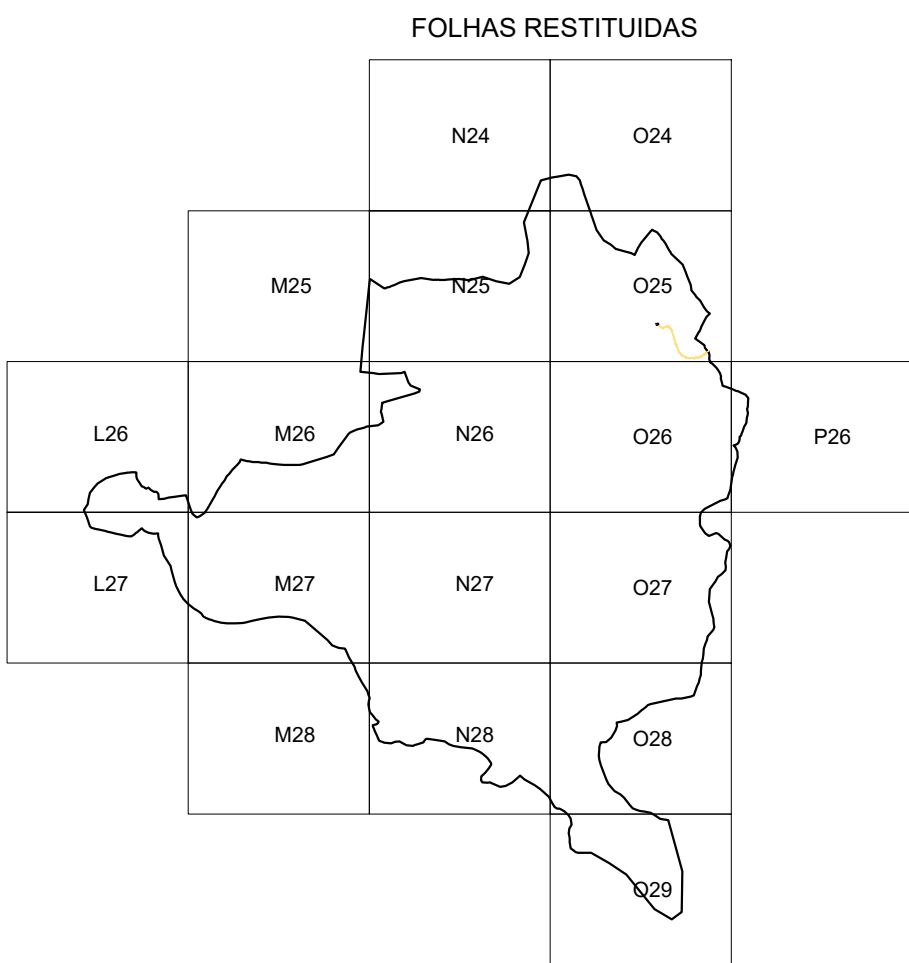 FOLHAS RESTITUIDAS
N24 O24
M25 N25 O25
L26 M26 N26 O26 P26
L27 M27 N27 O27
M28 N28 O28
O29